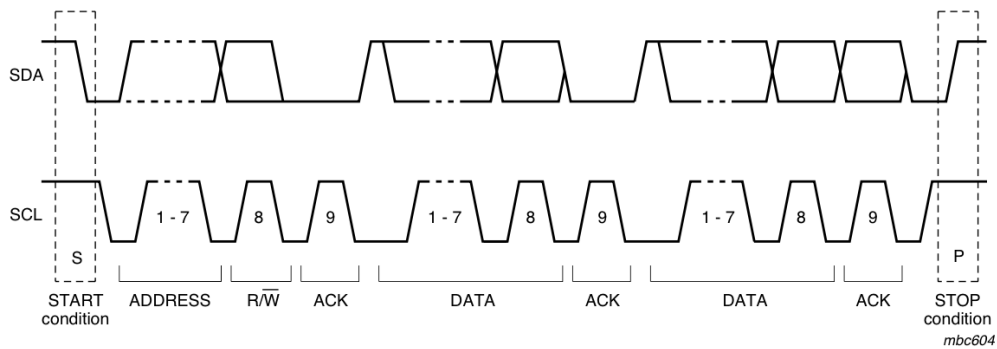 SDA
SCL
1 - 7 8 9 1 - 7 8 9 1 - 7 8 9
S P
START condition
ADDRESS
R/W̅
ACK
DATA
ACK
DATA
ACK
STOP condition
mbc604